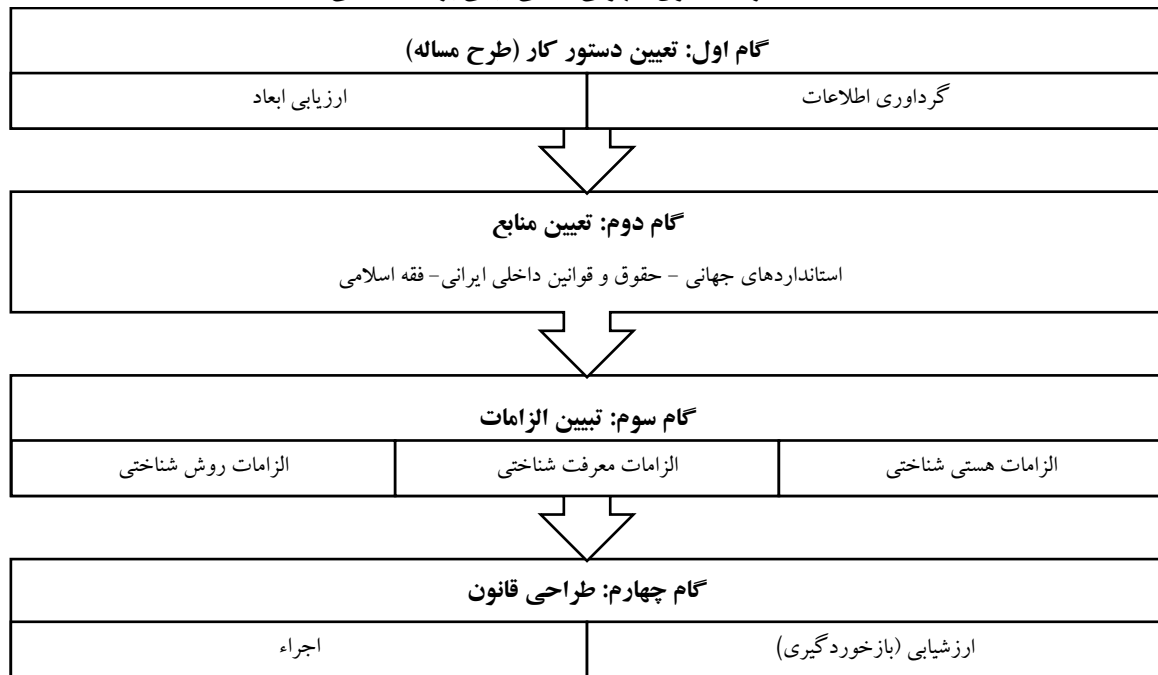 گام اول: تعیین دستور کار (طرح مساله)
گرداوری اطلاعات
ارزیابی ابعاد
گام دوم: تعیین منابع
استانداردهای جهانی – حقوق و قوانین داخلی ایرانی– فقه اسلامی
گام سوم: تبیین الزامات
الزامات هستی شناختی
الزامات معرفت شناختی
الزامات روش شناختی
گام چهارم: طراحی قانون
ارزشیابی (بازخوردگیری)
اجراء